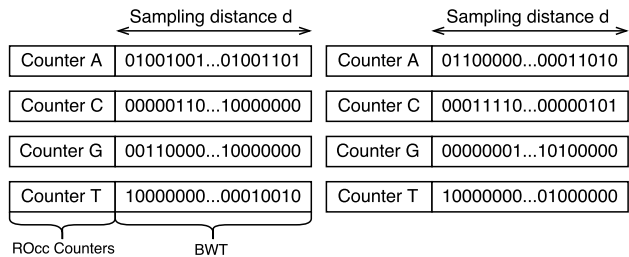 Sampling distance d Sampling distance d
Counter A 01001001...01001101 Counter A 01100000...00011010
Counter C 00000110...10000000 Counter C 00011110...00000101
Counter G 00110000...10000000 Counter G 00000001...10100000
Counter T 10000000...00010010 Counter T 10000000...01000000
ROcc Counters BWT